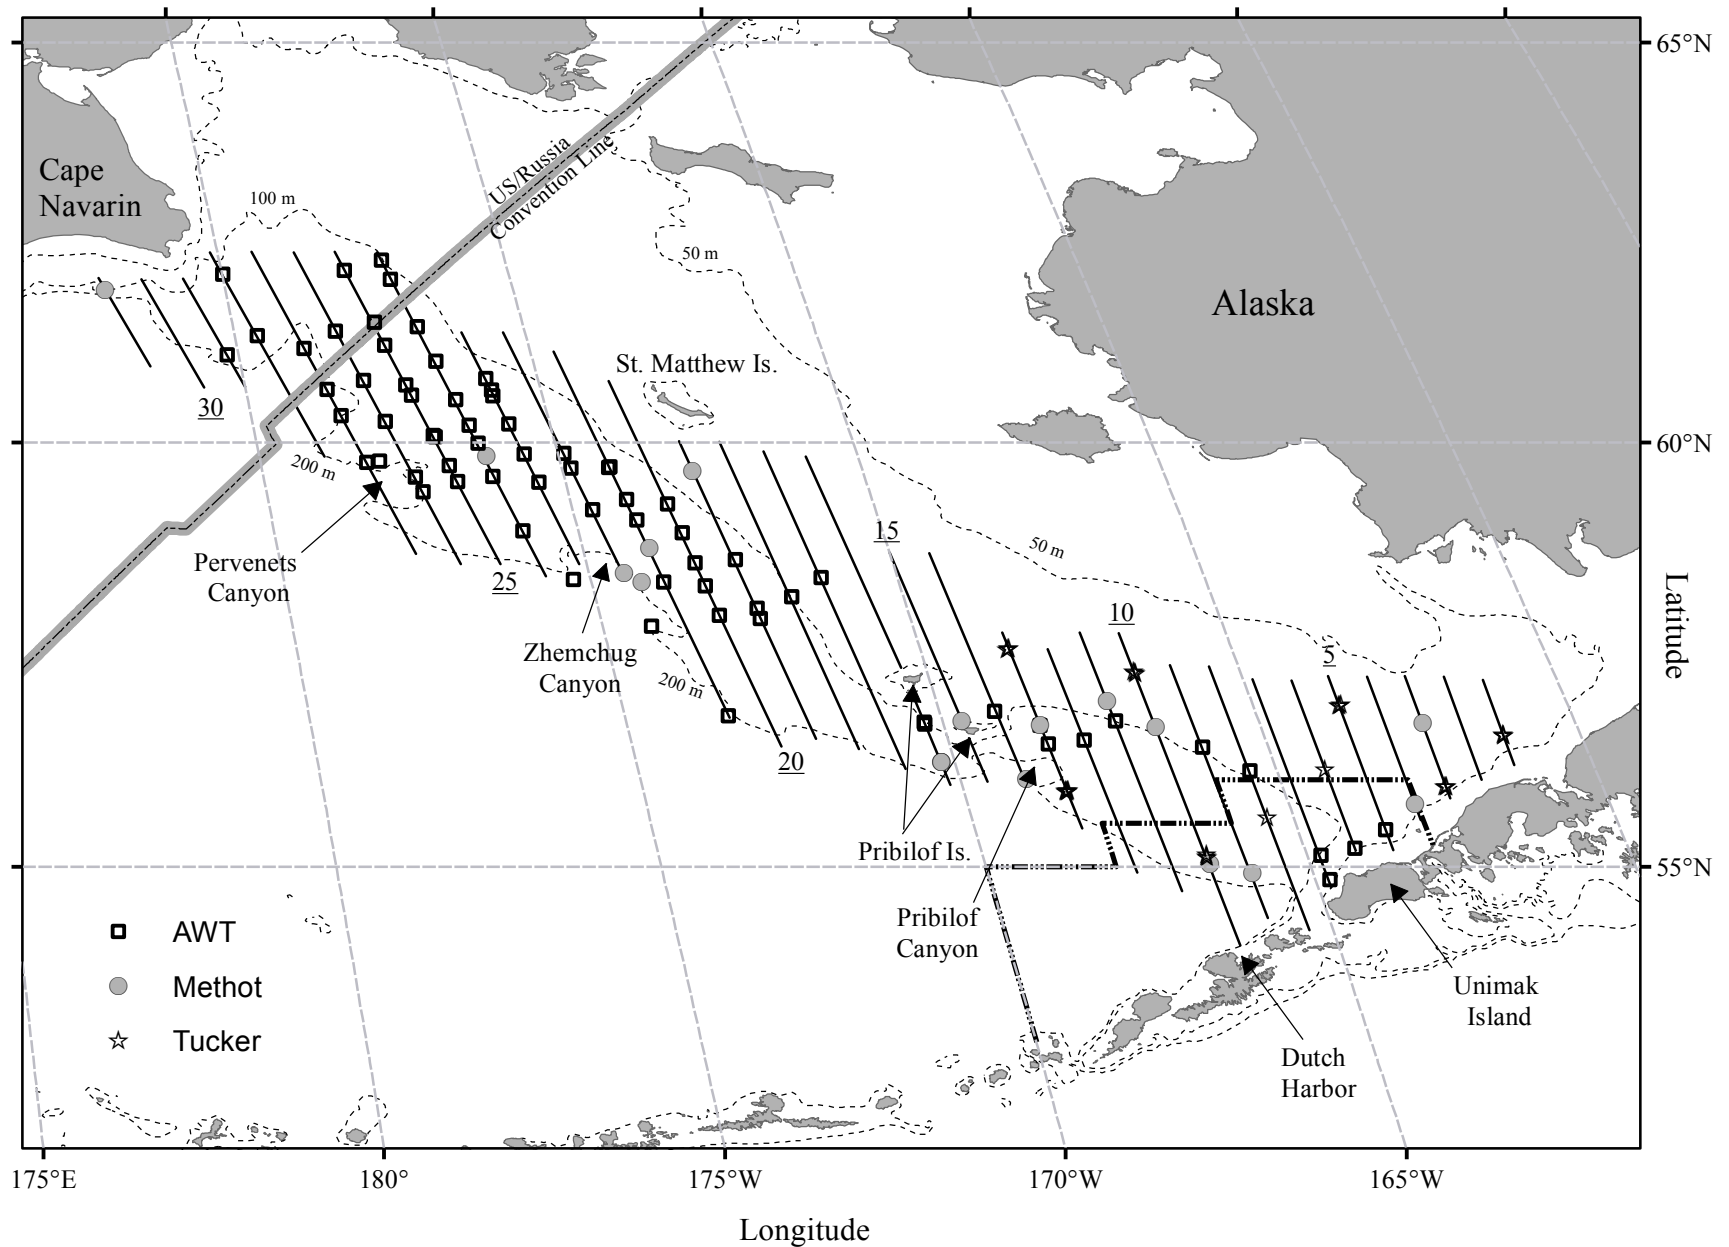 65°N
US/Russia
Convention Line
Cape
Navarin
100 m
50 m
Alaska
St. Matthew Is.
30
60°N
200 m
15
50 m
Pervenets
Canyon
25
Latitude
10
Zhemchug
Canyon
5
200 m
20
Pribilof Is.
55°N
Pribilof
Canyon
AWT
Methot
Tucker
Unimak
Island
Dutch
Harbor
175°E
180°
175°W
170°W
165°W
Longitude